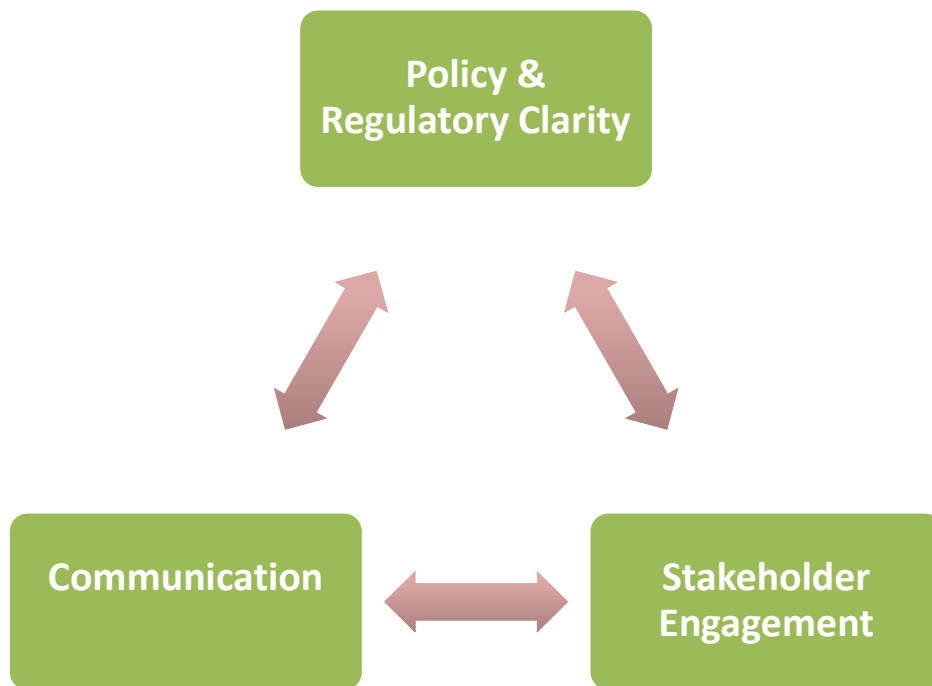 Policy &
Regulatory Clarity
Communication
Stakeholder
Engagement